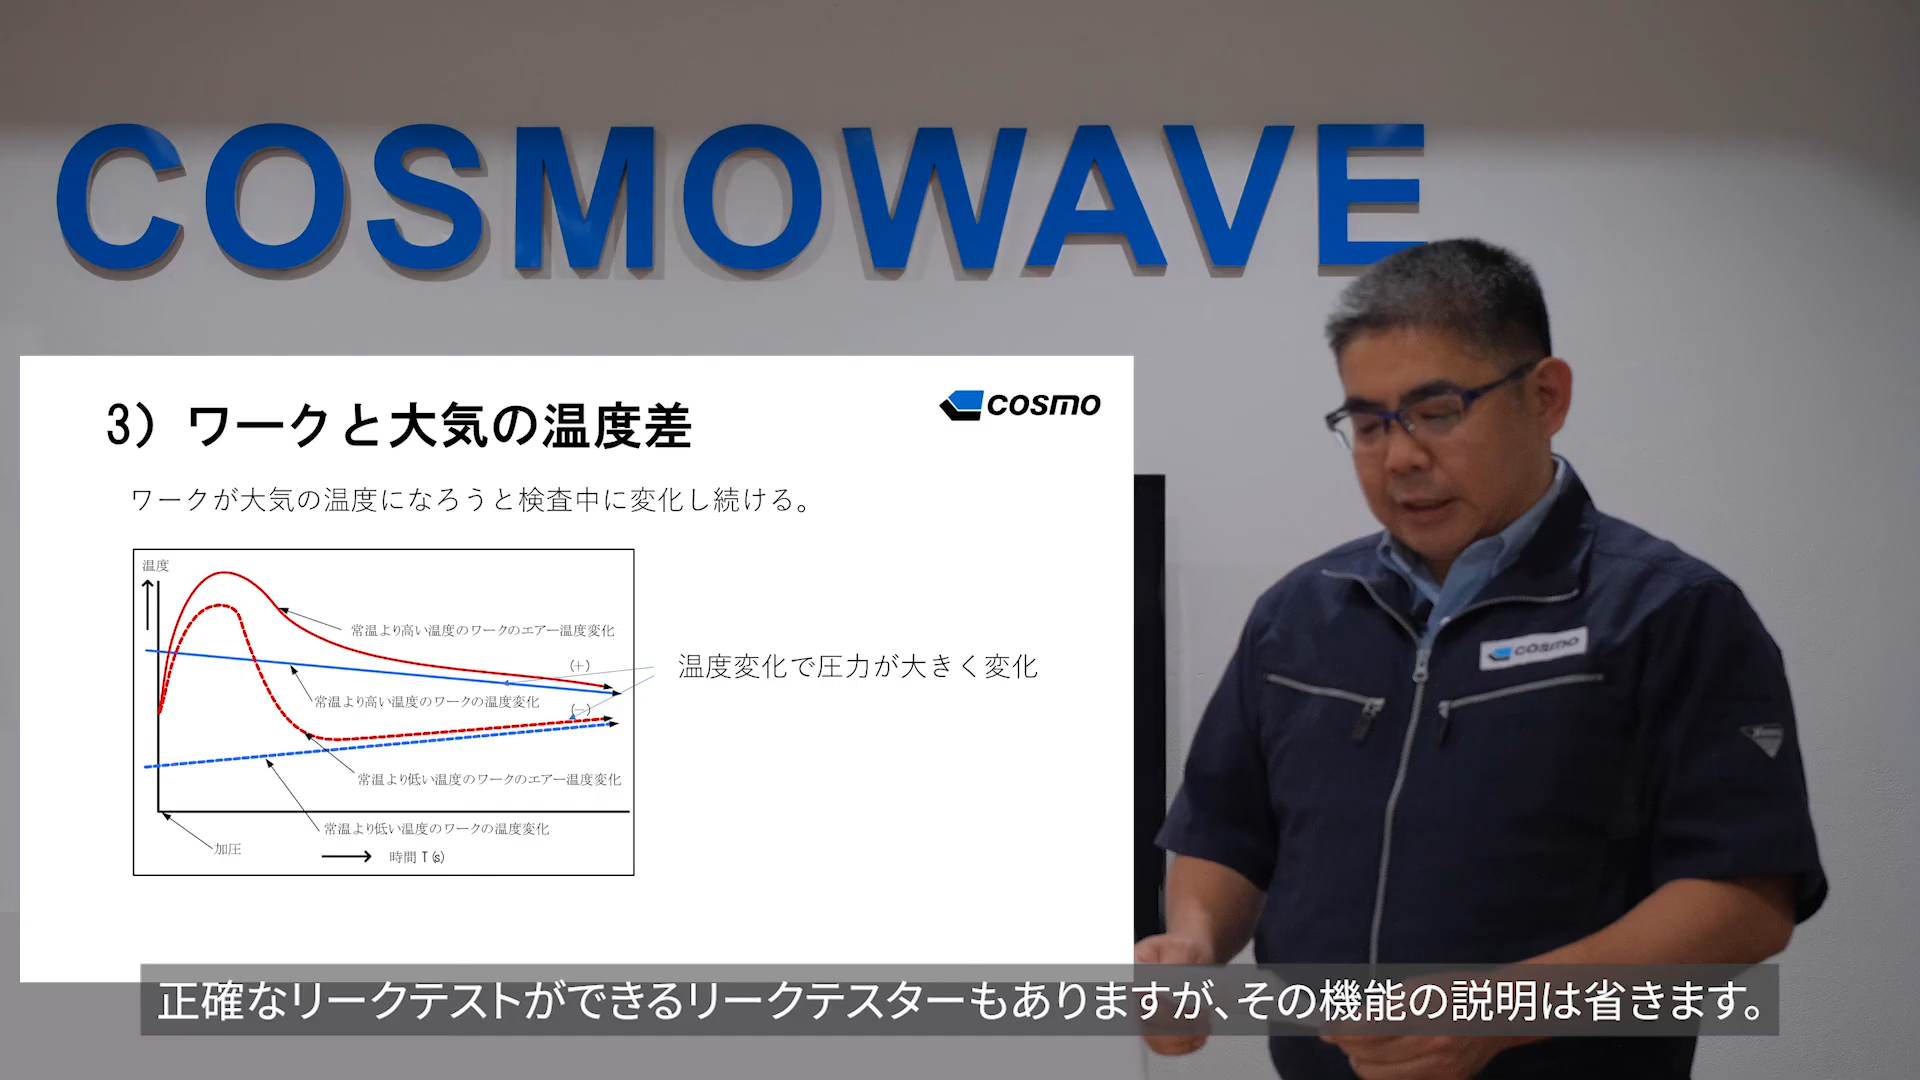 COSMOWAVE
3）ワークと大気の温度差
COSMO
ワークが大気の温度になろうと検査中に変化し続ける。
温度
常温より高い温度のワークのエアー温度変化
(+)
常温より高い温度のワークの温度変化
(−)
温度変化で圧力が大きく変化
常温より低い温度のワークのエアー温度変化
常温より低い温度のワークの温度変化
加圧
時間 T (s)
COSMO
正確なリークテストができるリークテスターもありますが、その機能の説明は省きます。